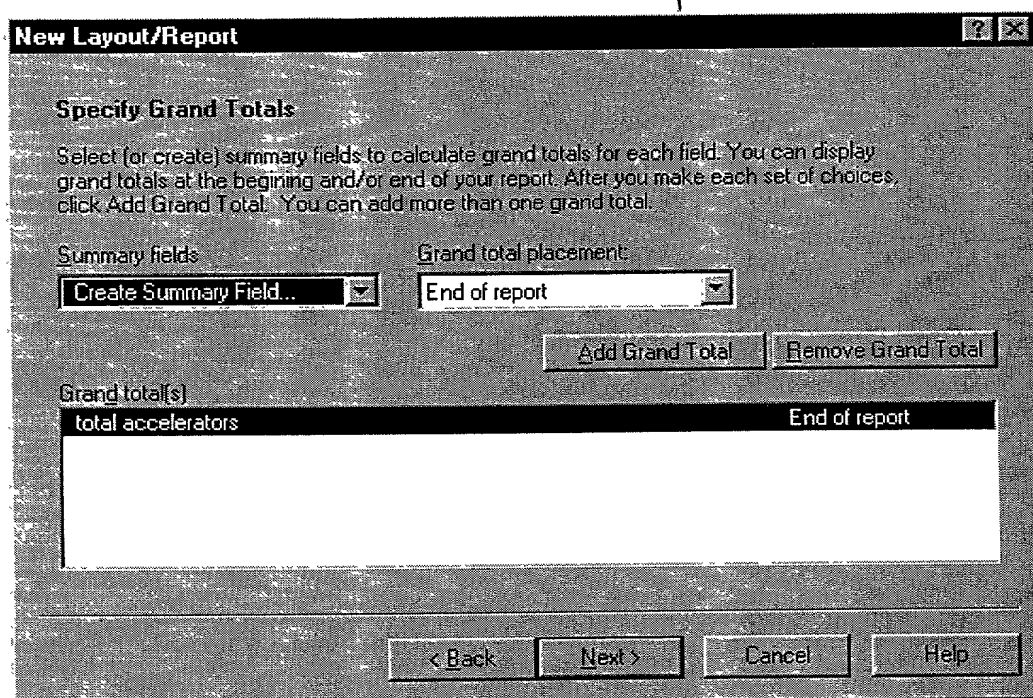 New Layout/Report
Specify Grand Totals
Select (or create) summary fields to calculate grand totals for each field. You can display
grand totals at the begining and/or end of your report. After you make each set of choices,
click Add Grand Total. You can add more than one grand total.
Summary fields
Grand total placement:
Create Summary Field...
End of report
Add Grand Total
Remove Grand Total
Grand total(s)
total accelerators
End of report
< Back
Next >
Cancel
Help